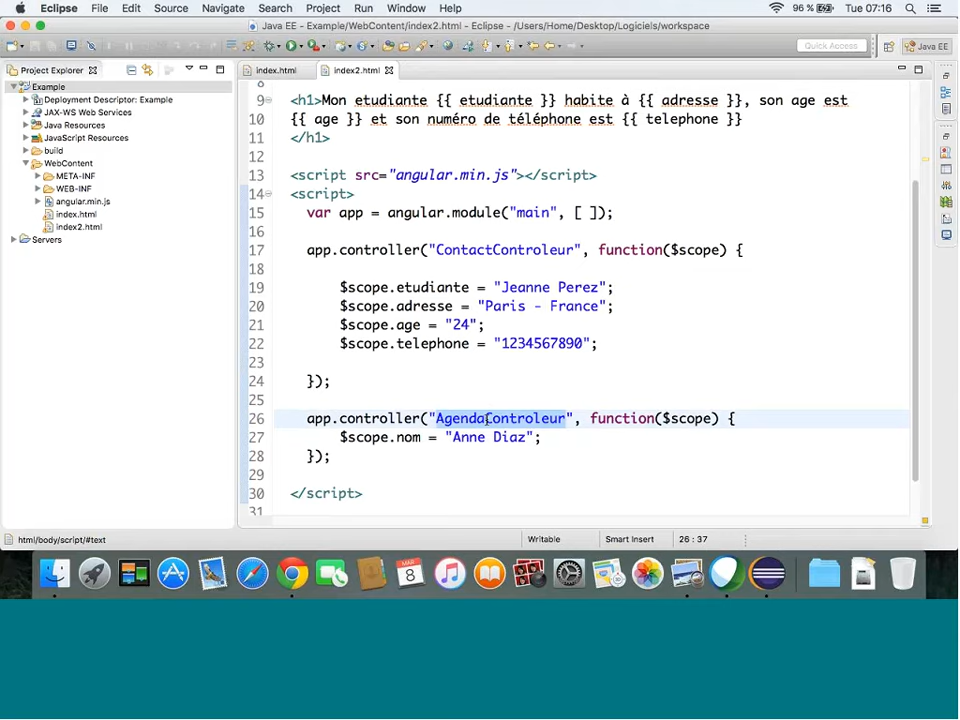 Eclipse File Edit Source Search Project Run Window Help 96 % Tue 07:16
Java EE - Example/WebContent/index2.html - Eclipse - /Users/Home/Desktop/Logiciels/workspace
Quick Access Java EE
Project Explorer
Example
Deployment Descriptor: Example
JAX-WS Web Services
Java Resources
JavaScript Resources
build
WebContent
META-INF
WEB-INF
angular.min.js
index.html
index2.html
Servers
index.html index2.html
8
9 <h1>Mon etudiante {{ etudiante }} habite à {{ adresse }}, son age est
10 {{ age }} et son numéro de téléphone est {{ telephone }}
11 </h1>
12
13 <script src="angular.min.js"></script>
14 <script>
15 var app = angular.module("main", [ ]);
16
17 app.controller("ContactControleur", function($scope) {
18
19 $scope.etudiante = "Jeanne Perez";
20 $scope.adresse = "Paris - France";
21 $scope.age = "24";
22 $scope.telephone = "1234567890";
23
24 });
25
26 app.controller("AgendaControleur", function($scope) {
27 $scope.nom = "Anne Diaz";
28 });
29
30 </script>
31
html/body/script/#text Writable Smart Insert 26 : 37
MAR
8